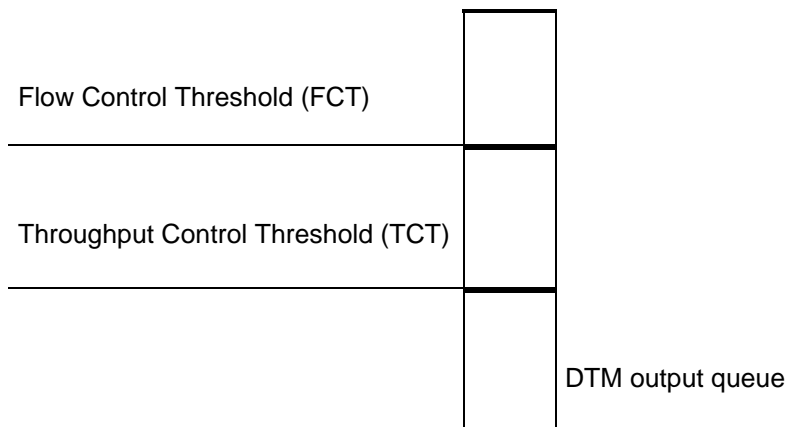 Flow Control Threshold (FCT)
Throughput Control Threshold (TCT)
DTM output queue